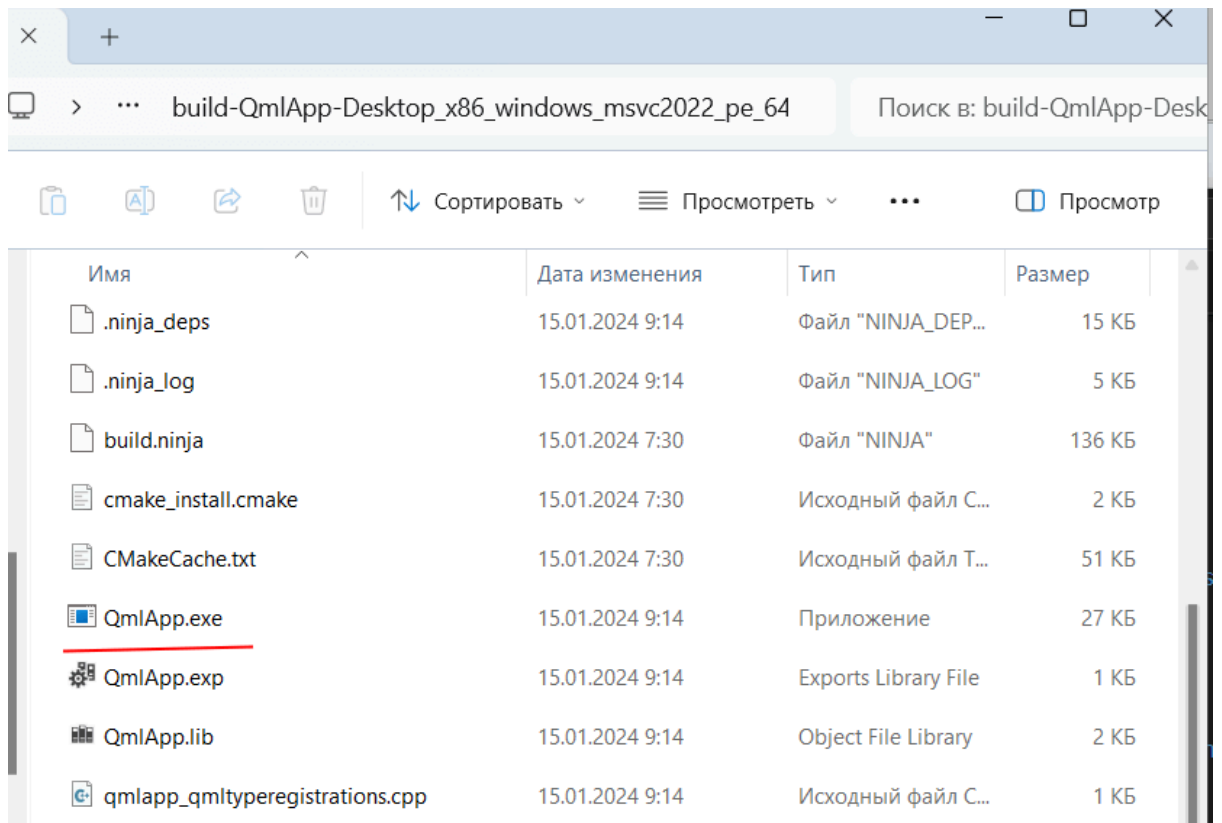 build-QmlApp-Desktop_x86_windows_msvc2022_pe_64 Поиск в: build-QmlApp-Desk
Сортировать Просмотреть Просмотр
Имя Дата изменения Тип Размер
.ninja_deps 15.01.2024 9:14 Файл "NINJA_DEP... 15 КБ
.ninja_log 15.01.2024 9:14 Файл "NINJA_LOG" 5 КБ
build.ninja 15.01.2024 7:30 Файл "NINJA" 136 КБ
cmake_install.cmake 15.01.2024 7:30 Исходный файл C... 2 КБ
CMakeCache.txt 15.01.2024 7:30 Исходный файл T... 51 КБ
QmlApp.exe 15.01.2024 9:14 Приложение 27 КБ
QmlApp.exp 15.01.2024 9:14 Exports Library File 1 КБ
QmlApp.lib 15.01.2024 9:14 Object File Library 2 КБ
qmlapp_qmltyperegistrations.cpp 15.01.2024 9:14 Исходный файл C... 1 КБ